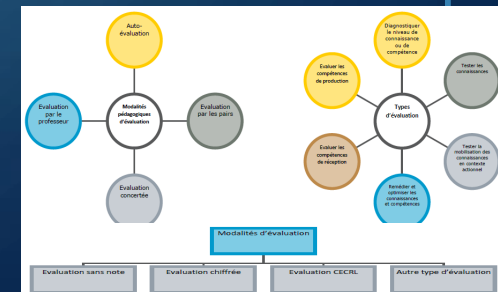 Auto-
évaluation
Evaluation
par le
professeur
Modalités
pédagogiques
d'évaluation
Evaluation
par les pairs
Evaluation
concertée
Diagnostiquer
le niveau de
connaissance
ou de
compétence
Evaluer les
compétences
de production
Tester les
connaissances
Types
d'évaluation
Evaluer les
compétences
de réception
Tester la
mobilisation des
connaissances
en contexte
actionnel
Remédier et
optimiser les
connaissances
et compétences
Modalités d'évaluation
Evaluation sans note
Evaluation chiffrée
Evaluation CECRL
Autre type d'évaluation